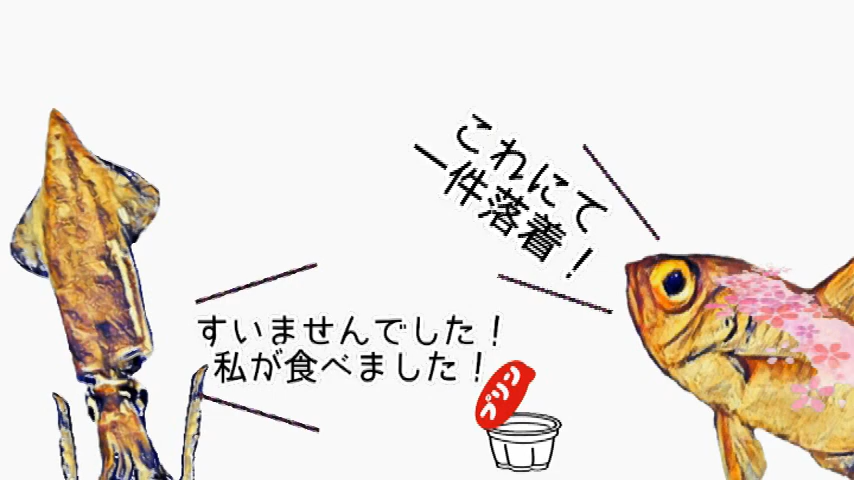 これにて
一件落着！
すいませんでした！
私が食べました！
プリン